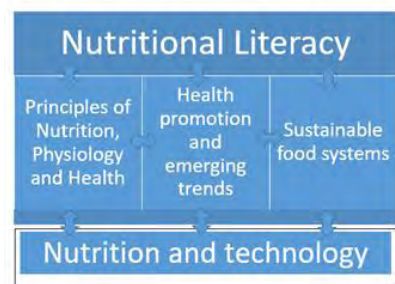 Nutritional Literacy
Principles of
Nutrition,
Physiology
and Health
Health
promotion
and
emerging
trends
Sustainable
food systems
Nutrition and technology